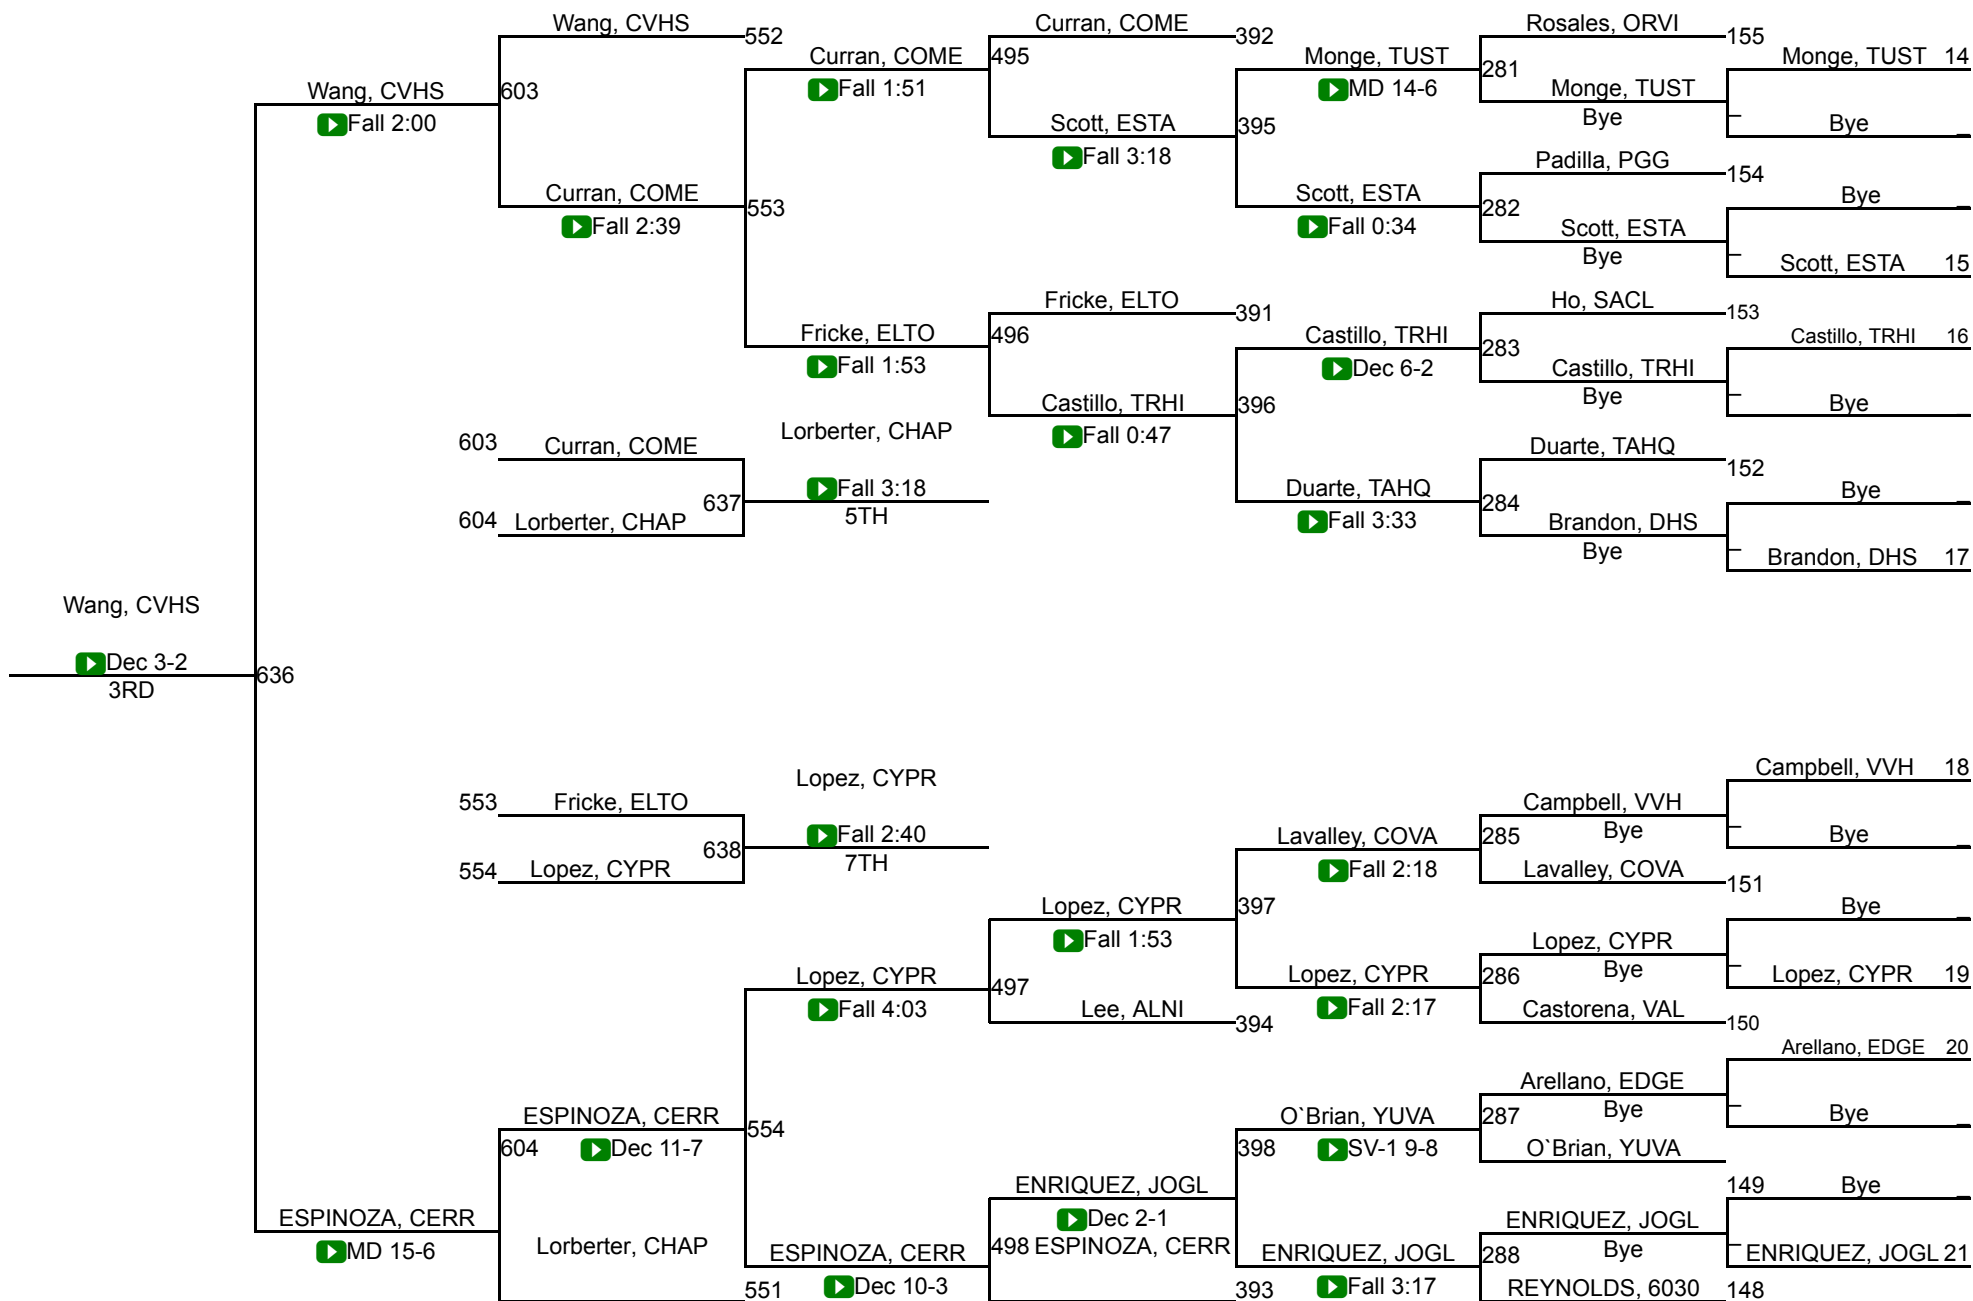 Wang, CVHS
552
Curran, COME
392
Rosales, ORVI
155
Monge, TUST 14
Curran, COME
495
Monge, TUST
281
Fall 1:51
MD 14-6
Monge, TUST
Bye
Bye
Wang, CVHS
603
Fall 2:00
Scott, ESTA
395
Fall 3:18
Padilla, PGG
154
Bye
Curran, COME
553
Fall 2:39
Scott, ESTA
282
Fall 0:34
Scott, ESTA
Bye
Scott, ESTA 15
Fricke, ELTO
391
Ho, SACL
153
Castillo, TRHI 16
Fricke, ELTO
496
Fall 1:53
Castillo, TRHI
283
Dec 6-2
Castillo, TRHI
Bye
Bye
Castillo, TRHI
396
Fall 0:47
603
Curran, COME
Lorberter, CHAP
Duarte, TAHQ
152
Bye
637
Fall 3:18
5TH
Duarte, TAHQ
284
Fall 3:33
604
Lorberter, CHAP
Brandon, DHS
Bye
Brandon, DHS 17
Wang, CVHS
Dec 3-2
636
3RD
Campbell, VVH 18
Lopez, CYPR
553
Fricke, ELTO
Campbell, VVH
Bye
Bye
638
Fall 2:40
7TH
Lavalley, COVA
285
Fall 2:18
554
Lopez, CYPR
Lavalley, COVA
151
Lopez, CYPR
397
Fall 1:53
Bye
Lopez, CYPR
Bye
Lopez, CYPR
497
Fall 4:03
Lopez, CYPR
286
Fall 2:17
Lopez, CYPR 19
Lee, ALNI
394
Castorena, VAL
150
Arellano, EDGE 20
Arellano, EDGE
Bye
Bye
ESPINOZA, CERR
554
604
Dec 11-7
O`Brian, YUVA
287
398
SV-1 9-8
O`Brian, YUVA
149
Bye
ENRIQUEZ, JOGL
Dec 2-1
ESPINOZA, CERR
MD 15-6
ENRIQUEZ, JOGL
Bye
Lorberter, CHAP
551
ESPINOZA, CERR
498
ESPINOZA, CERR
393
Dec 10-3
ENRIQUEZ, JOGL
288
Fall 3:17
ENRIQUEZ, JOGL 21
REYNOLDS, 6030
148